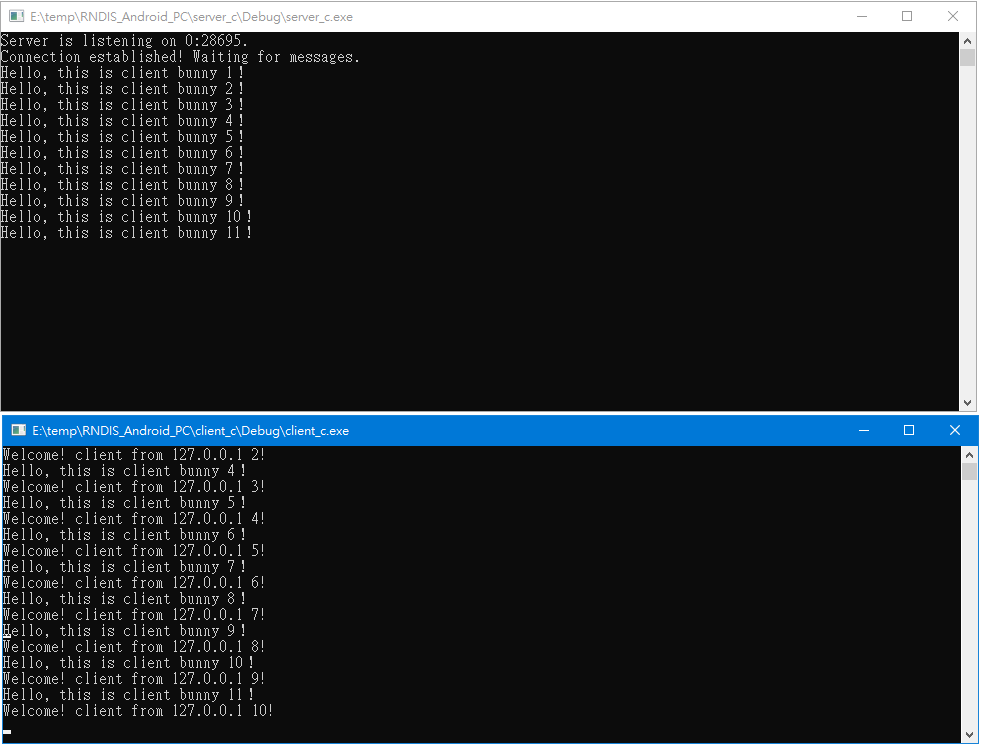 E:\temp\RNDIS_Android_PC\server_c\Debug\server_c.exe
Server is listening on 0:28695.
Connection established! Waiting for messages.
Hello, this is client bunny 1!
Hello, this is client bunny 2!
Hello, this is client bunny 3!
Hello, this is client bunny 4!
Hello, this is client bunny 5!
Hello, this is client bunny 6!
Hello, this is client bunny 7!
Hello, this is client bunny 8!
Hello, this is client bunny 9!
Hello, this is client bunny 10!
Hello, this is client bunny 11!
E:\temp\RNDIS_Android_PC\client_c\Debug\client_c.exe
Welcome! client from 127.0.0.1 2!
Hello, this is client bunny 4!
Welcome! client from 127.0.0.1 3!
Hello, this is client bunny 5!
Welcome! client from 127.0.0.1 4!
Hello, this is client bunny 6!
Welcome! client from 127.0.0.1 5!
Hello, this is client bunny 7!
Welcome! client from 127.0.0.1 6!
Hello, this is client bunny 8!
Welcome! client from 127.0.0.1 7!
Hello, this is client bunny 9!
Welcome! client from 127.0.0.1 8!
Hello, this is client bunny 10!
Welcome! client from 127.0.0.1 9!
Hello, this is client bunny 11!
Welcome! client from 127.0.0.1 10!